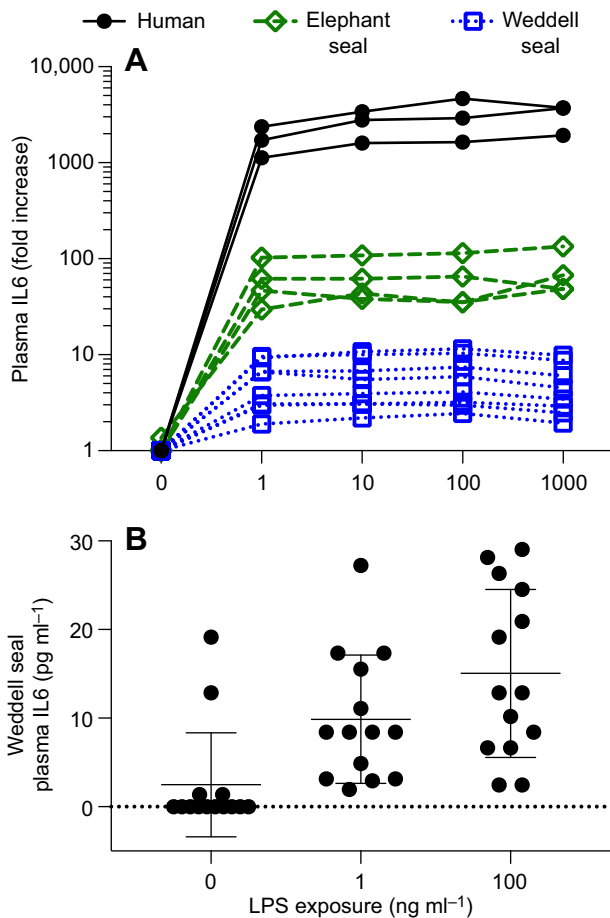 Human
Elephant
seal
Weddell
seal
A
10,000
1000
100
10
1
Plasma IL6 (fold increase)
0
1
10
100
1000
B
30
20
10
0
Weddell seal
plasma IL6 (pg ml⁻¹)
0
1
100
LPS exposure (ng ml⁻¹)